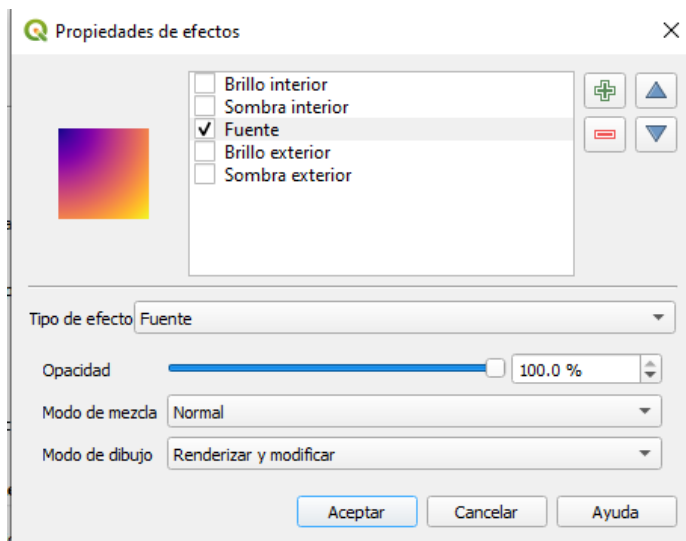 Propiedades de efectos
Brillo interior
Sombra interior
Fuente
Brillo exterior
Sombra exterior
Tipo de efecto Fuente
Opacidad 100.0 %
Modo de mezcla Normal
Modo de dibujo Renderizar y modificar
Aceptar Cancelar Ayuda